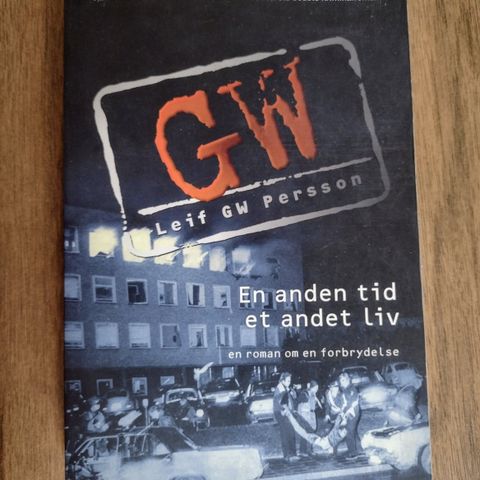 GW
Leif GW Persson
En anden tid
et andet liv
en roman om en forbrydelse